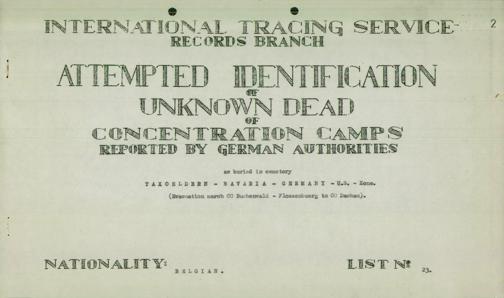 INTERNATIONAL TRACING SERVICE
2
RECORDS BRANCH
ATTEMPTED IDENTIFICATION
OF
UNKNOWN DEAD
OF
CONCENTRATION CAMPS
REPORTED BY GERMAN AUTHORITIES
as buried in cemetery
TAXOELDERN - BAVARIA - GERMANY - U.S. - Zone.
(Evacuation march CC Buchenwald - Flossenbuerg to CC Dachau).
NATIONALITY: BELGIAN.
LIST Nº 23.